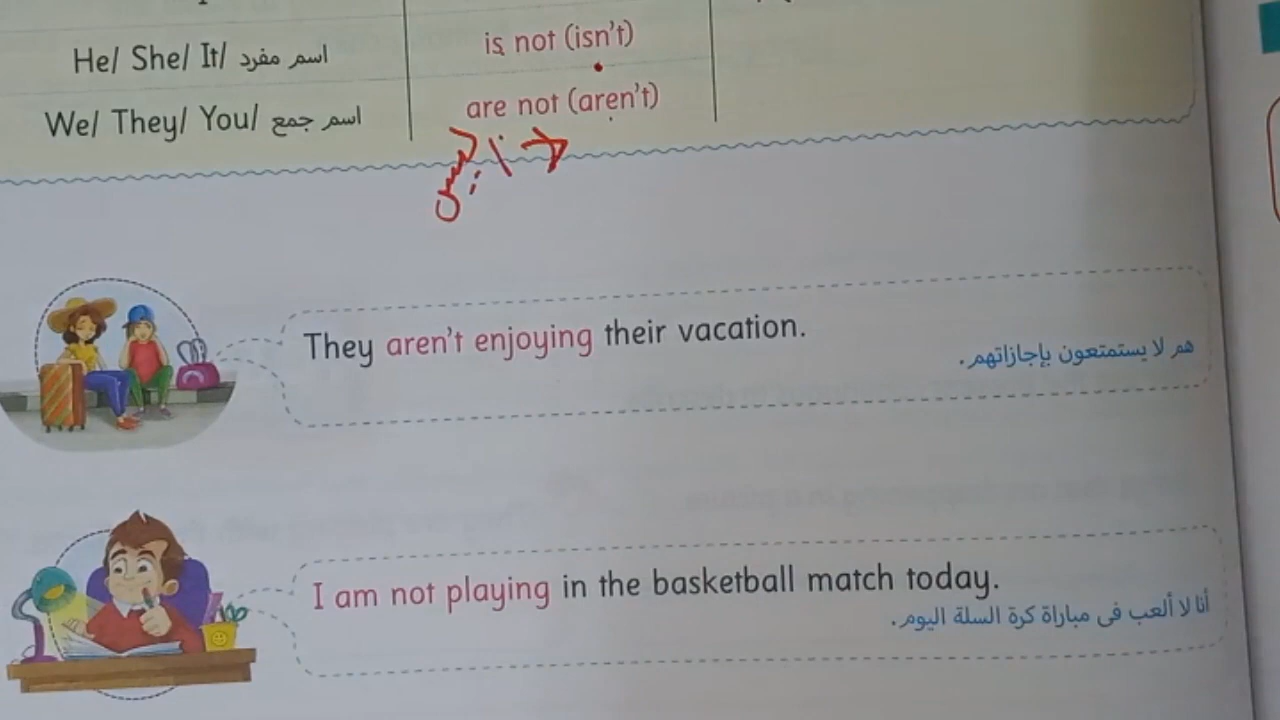 He/ She/ It/ اسم مفرد
is not (isn't)
We/ They/ You/ اسم جمع
are not (aren't)
They aren't enjoying their vacation.
هم لا يستمتعون بإجازاتهم.
I am not playing in the basketball match today.
أنا لا ألعب فى مباراة كرة السلة اليوم.